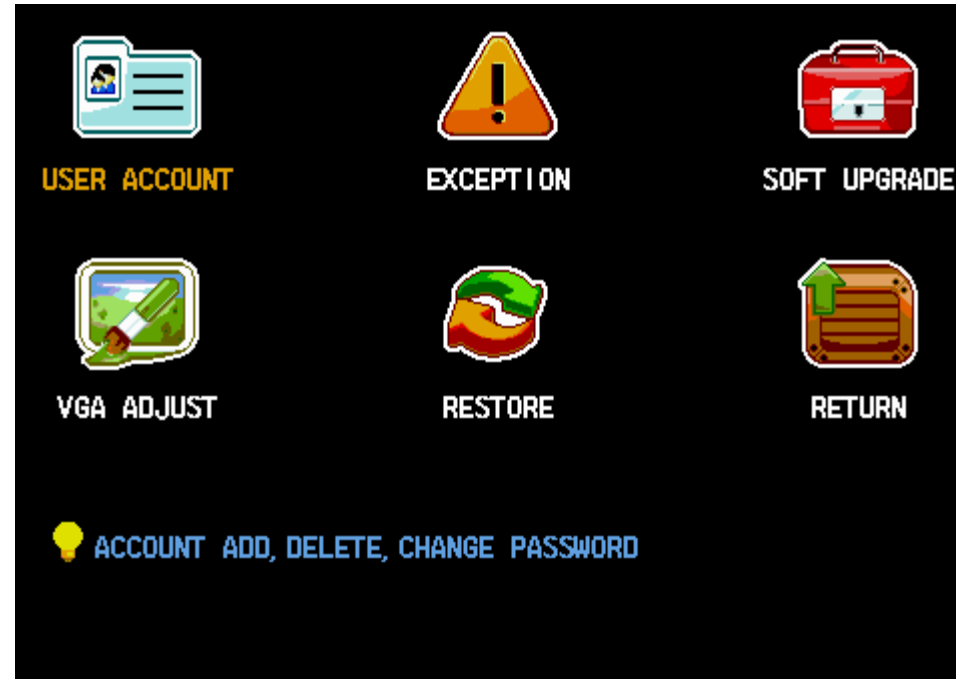 USER ACCOUNT EXCEPTION SOFT UPGRADE
VGA ADJUST RESTORE RETURN
ACCOUNT ADD, DELETE, CHANGE PASSWORD